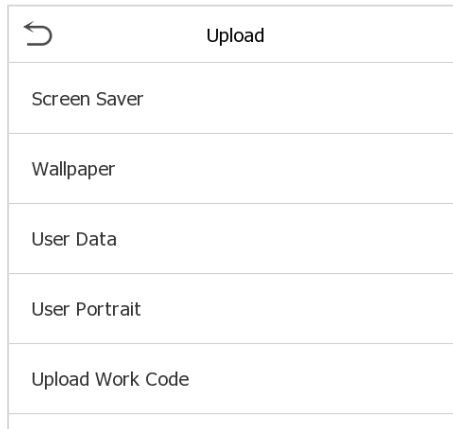 Upload
Screen Saver
Wallpaper
User Data
User Portrait
Upload Work Code